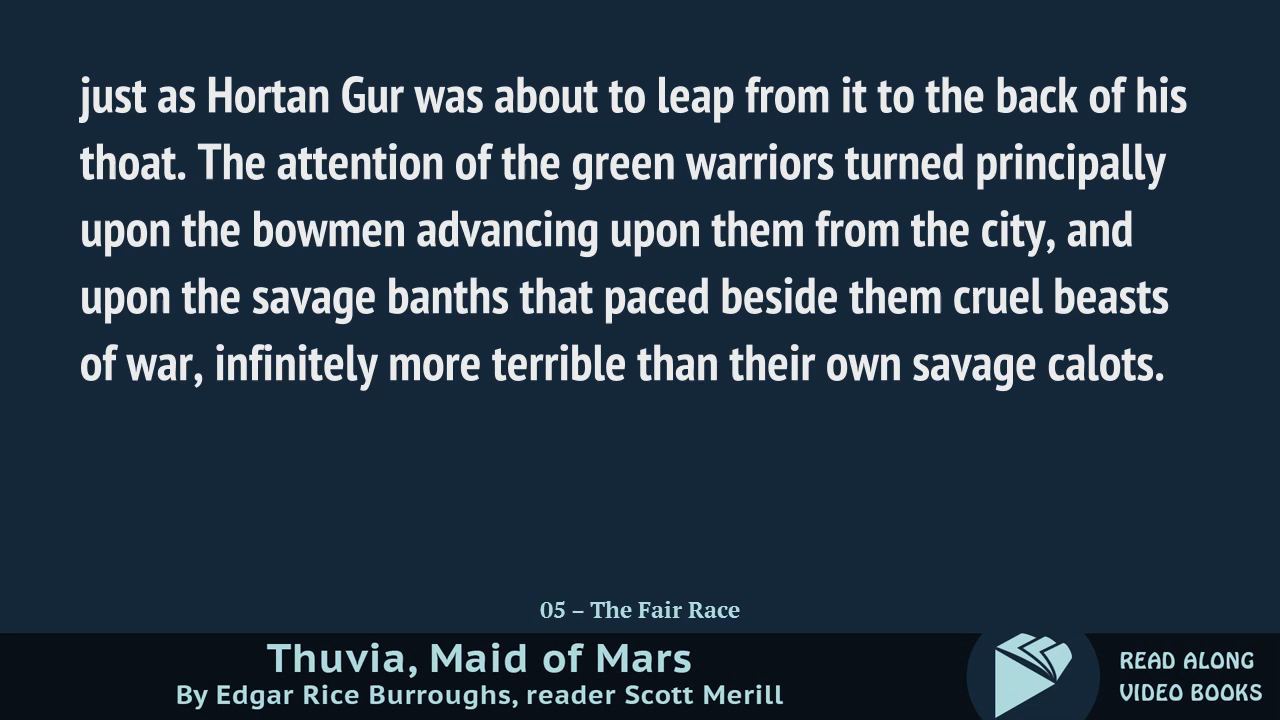 just as Hortan Gur was about to leap from it to the back of his
thoat. The attention of the green warriors turned principally
upon the bowmen advancing upon them from the city, and
upon the savage banths that paced beside them cruel beasts
of war, infinitely more terrible than their own savage calots.
05 – The Fair Race
Thuvia, Maid of Mars
By Edgar Rice Burroughs, reader Scott Merill
READ ALONG
VIDEO BOOKS